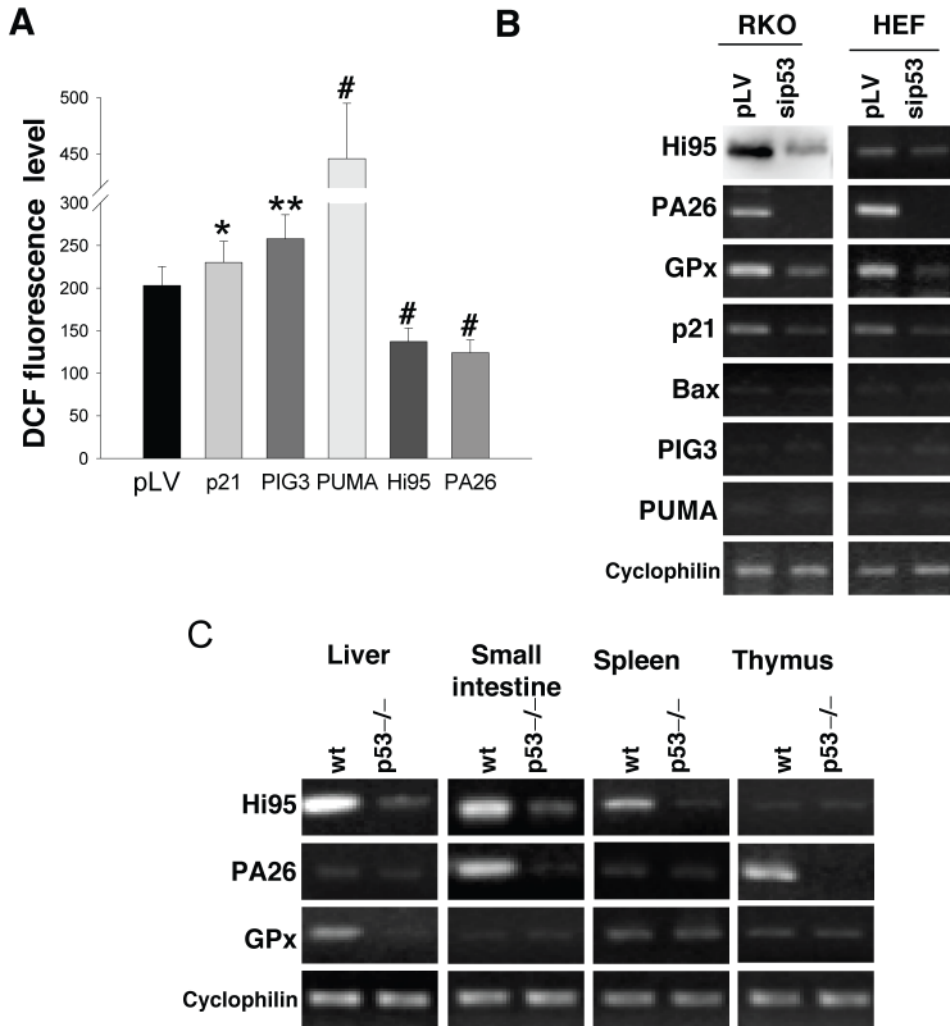 A
DCF fluorescence level
500
450
300
250
200
150
100
50
0
*
**
#
#
#
pLV p21 PIG3 PUMA Hi95 PA26
B
RKO HEF
pLV sip53 pLV sip53
Hi95
PA26
GPx
p21
Bax
PIG3
PUMA
Cyclophilin
C
Liver Small intestine Spleen Thymus
wt p53–/– wt p53–/– wt p53–/– wt p53–/–
Hi95
PA26
GPx
Cyclophilin